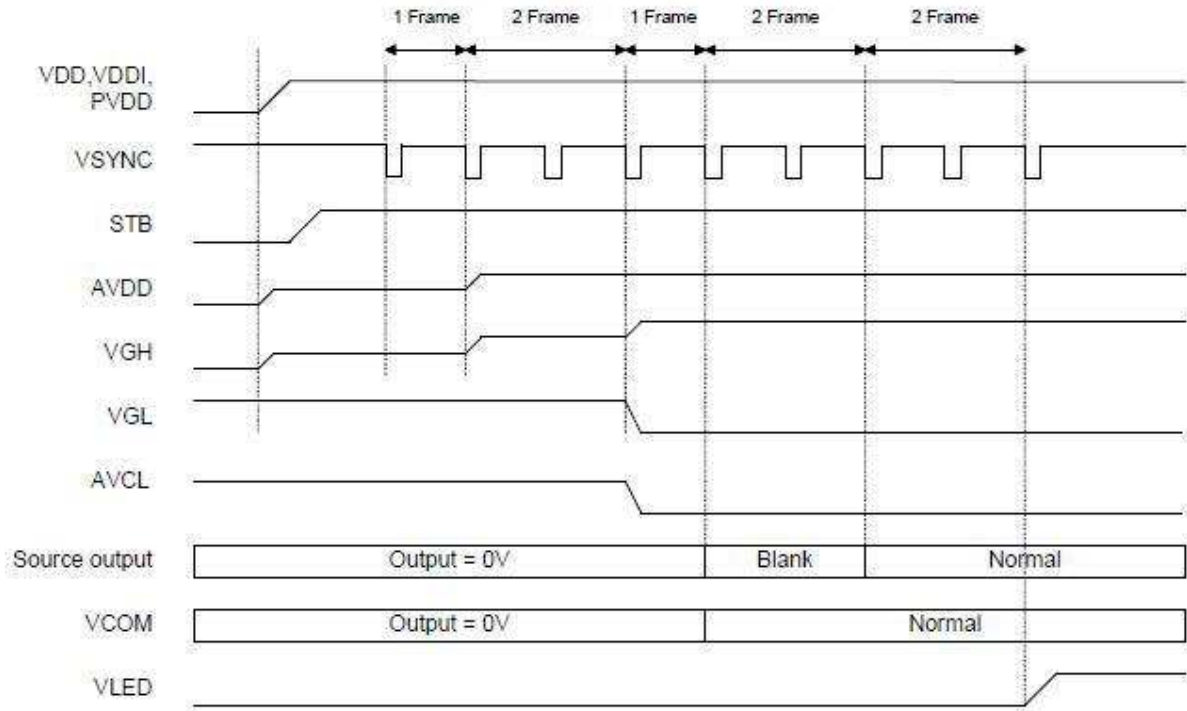 1 Frame 2 Frame 1 Frame 2 Frame 2 Frame
VDD,VDDI,
PVDD
VSYNC
STB
AVDD
VGH
VGL
AVCL
Source output Output = 0V Blank Normal
VCOM Output = 0V Normal
VLED